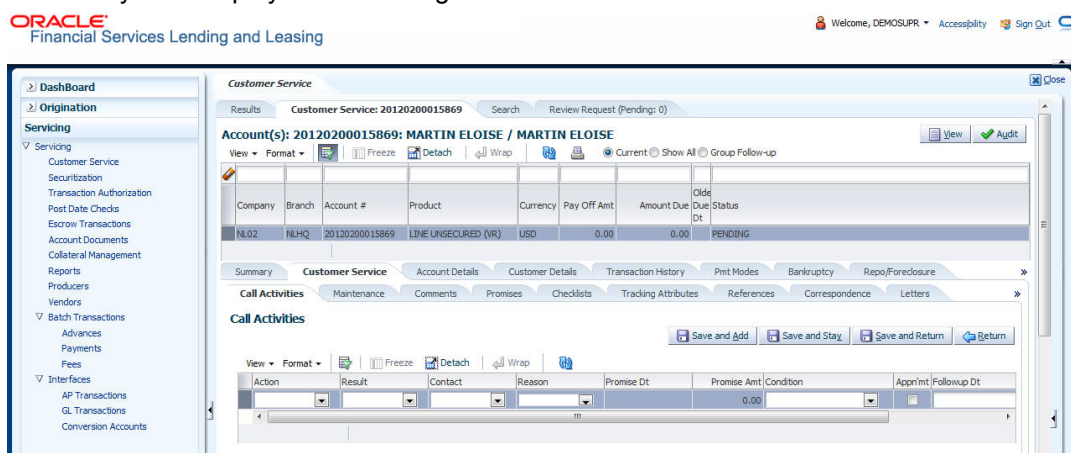 ORACLE
Financial Services Lending and Leasing
Welcome, DEMOSUPR Accessibility Sign Out
Close
DashBoard
Origination
Servicing
Servicing
Customer Service
Securitization
Transaction Authorization
Post Date Checks
Escrow Transactions
Account Documents
Collateral Management
Reports
Producers
Vendors
Batch Transactions
Advances
Payments
Fees
Interfaces
AP Transactions
GL Transactions
Conversion Accounts
Customer Service
Results Customer Service: 20120200015869 Search Review Request (Pending: 0)
Account(s): 20120200015869: MARTIN ELOISE / MARTIN ELOISE
View Audit
View Format Freeze Detach Wrap Current Show All Group Follow-up
Company Branch Account # Product Currency Pay Off Amt Amount Due Olde Due Dt Status
NL02 NLHQ 20120200015869 LINE UNSECURED (VR) USD 0.00 0.00 PENDING
Summary Customer Service Account Details Customer Details Transaction History Pmt Modes Bankruptcy Repo/Foreclosure »
Call Activities Maintenance Comments Promises Checklists Tracking Attributes References Correspondence Letters »
Call Activities
Save and Add Save and Stay Save and Return Return
View Format Freeze Detach Wrap
Action Result Contact Reason Promise Dt Promise Amt Condition Appn'mt Followup Dt
0.00